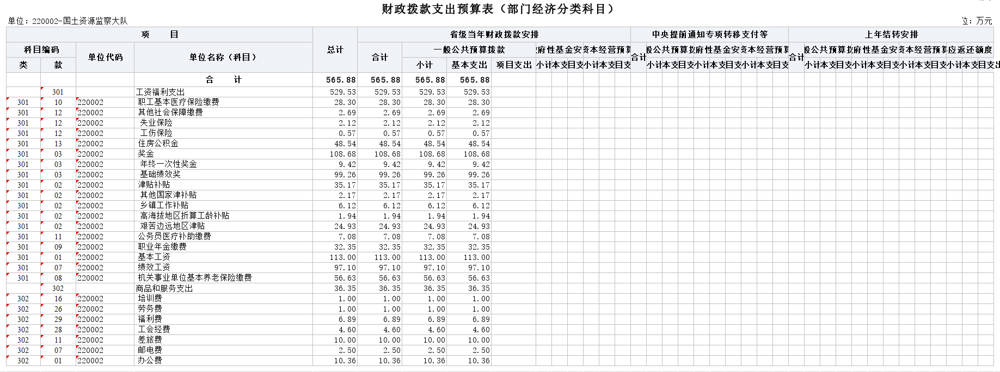 财政拨款支出预算表（部门经济分类科目）
单位：220002-国土资源监察大队 位：万元
项 目 总计 省级当年财政拨款安排 中央提前通知专项转移支付等 上年结转安排
科目编码 单位代码 单位名称（科目） 合计 一般公共预算拨款 府性基金安 资本经营预算 合计 般公共预算拨 府性基金安 资本经营预算 合计 般公共预算拨 府性基金安 资本经营预算 应返还额度
类 款 小计 基本支出 项目支出 小计 本支 目支 小计 本支 目支 小计 本支 目支 小计 本支 目支 小计 本支 目支 小计 本支 目支 小计 本支 目支 小计 本支 目支 小计 本支 目支出
合 计 565.88 565.88 565.88 565.88
301 工资福利支出 529.53 529.53 529.53 529.53
301 10 220002 职工基本医疗保险缴费 28.30 28.30 28.30 28.30
301 12 220002 其他社会保障缴费 2.69 2.69 2.69 2.69
301 12 220002 失业保险 2.12 2.12 2.12 2.12
301 12 220002 工伤保险 0.57 0.57 0.57 0.57
301 13 220002 住房公积金 48.54 48.54 48.54 48.54
301 03 220002 奖金 108.68 108.68 108.68 108.68
301 03 220002 年终一次性奖金 9.42 9.42 9.42 9.42
301 03 220002 基础绩效奖 99.26 99.26 99.26 99.26
301 02 220002 津贴补贴 35.17 35.17 35.17 35.17
301 02 220002 其他国家津补贴 2.17 2.17 2.17 2.17
301 02 220002 乡镇工作补贴 6.12 6.12 6.12 6.12
301 02 220002 高海拔地区折算工龄补贴 1.94 1.94 1.94 1.94
301 02 220002 艰苦边远地区津贴 24.93 24.93 24.93 24.93
301 11 220002 公务员医疗补助缴费 7.08 7.08 7.08 7.08
301 09 220002 职业年金缴费 32.35 32.35 32.35 32.35
301 01 220002 基本工资 113.00 113.00 113.00 113.00
301 07 220002 绩效工资 97.10 97.10 97.10 97.10
301 08 220002 机关事业单位基本养老保险缴费 56.63 56.63 56.63 56.63
302 商品和服务支出 36.35 36.35 36.35 36.35
302 16 220002 培训费 1.00 1.00 1.00 1.00
302 26 220002 劳务费 1.00 1.00 1.00 1.00
302 29 220002 福利费 6.89 6.89 6.89 6.89
302 28 220002 工会经费 4.60 4.60 4.60 4.60
302 11 220002 差旅费 10.00 10.00 10.00 10.00
302 07 220002 邮电费 2.50 2.50 2.50 2.50
302 01 220002 办公费 10.36 10.36 10.36 10.36